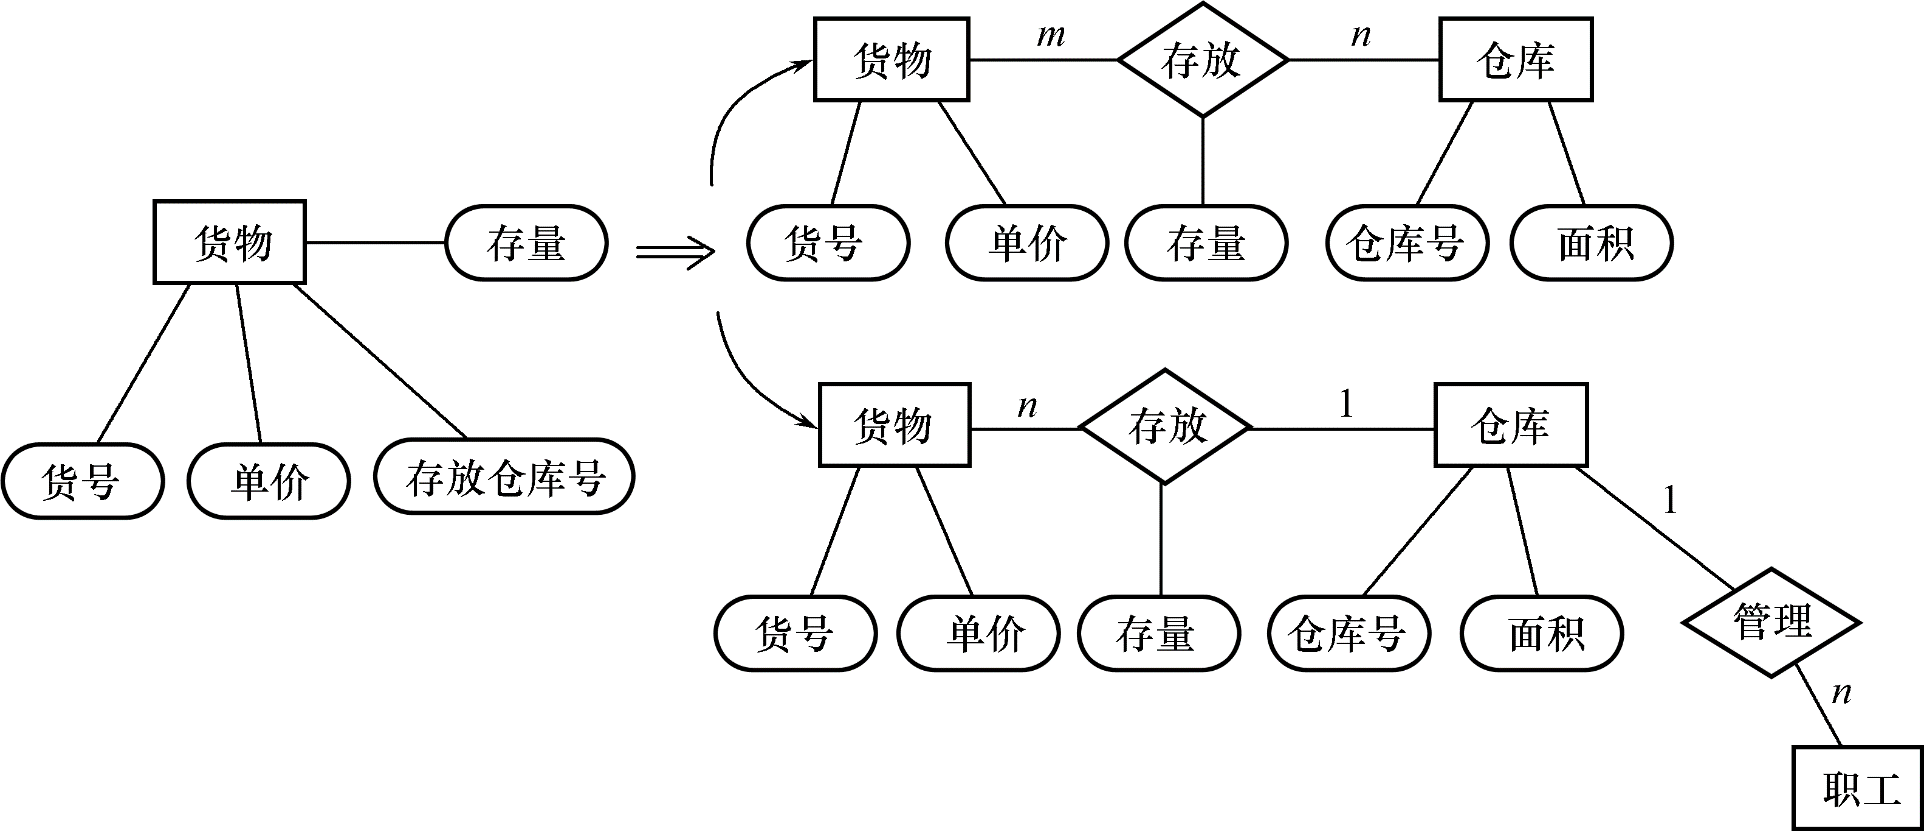 货物 m 存放 n 仓库
货号 单价 存量 仓库号 面积
货物 存量
货号 单价 存放仓库号
货物 n 存放 1 仓库
1
货号 单价 存量 仓库号 面积 管理
n
职工